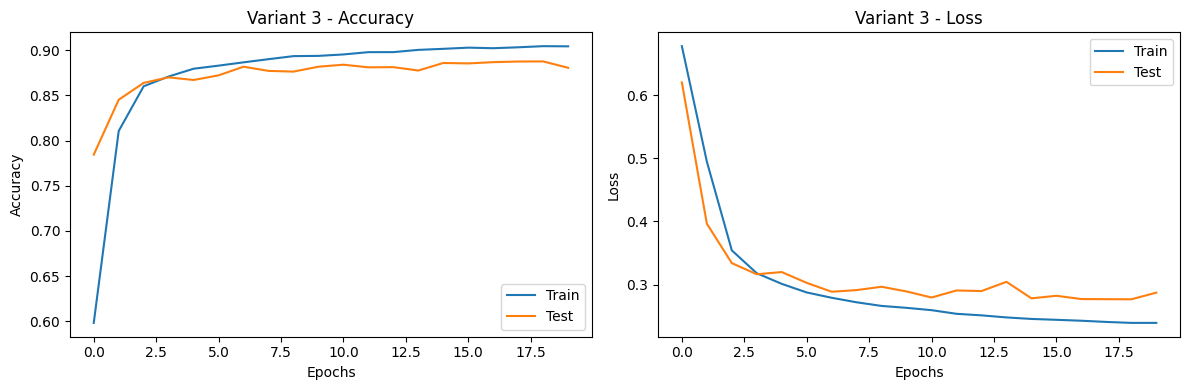 Variant 3 - Accuracy
0.90
0.85
0.80
0.75
0.70
0.65
0.60
Accuracy
0.0 2.5 5.0 7.5 10.0 12.5 15.0 17.5
Epochs
Train
Test
Variant 3 - Loss
0.6
0.5
0.4
0.3
Loss
0.0 2.5 5.0 7.5 10.0 12.5 15.0 17.5
Epochs
Train
Test